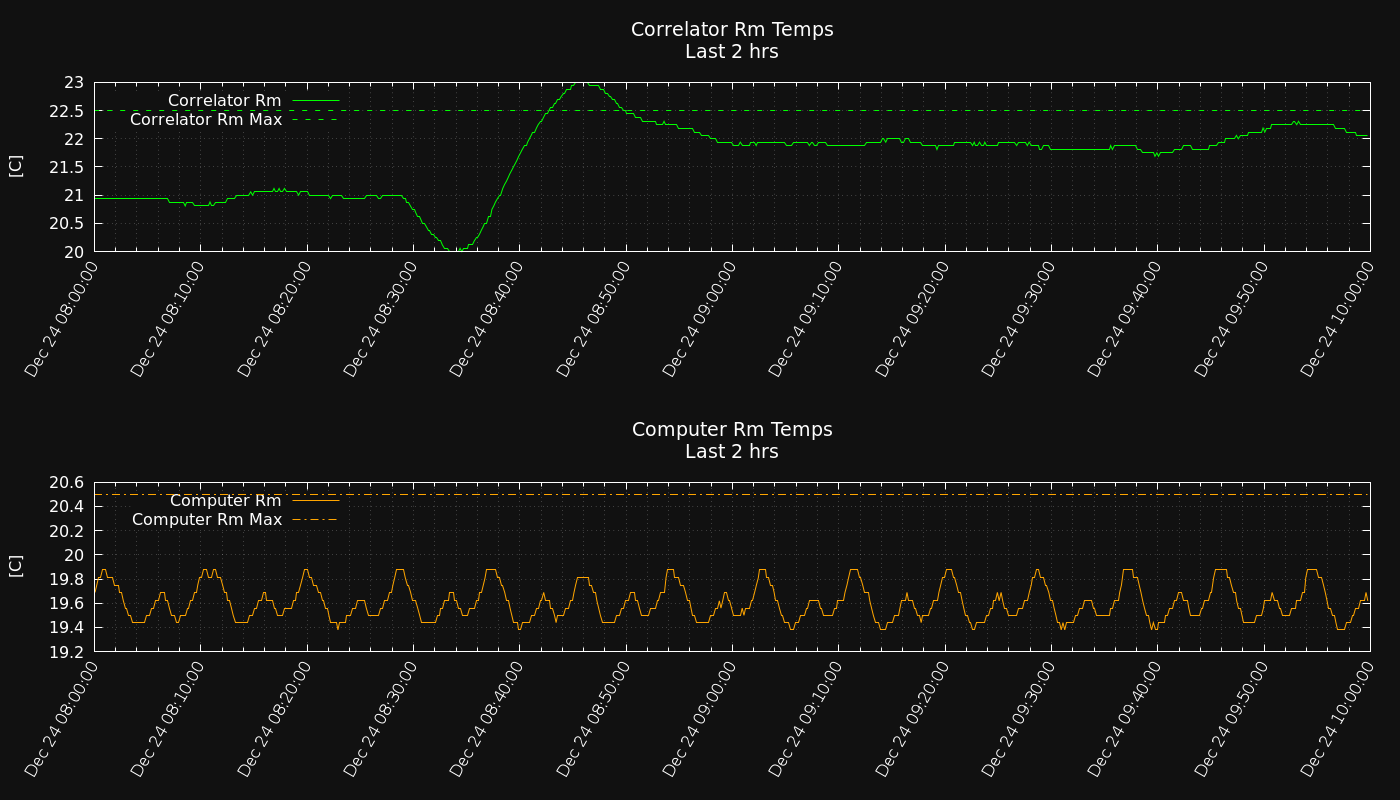 Correlator Rm Temps
Last 2 hrs
23
22.5
22
21.5
21
20.5
20
[C]
Correlator Rm
Correlator Rm Max
Dec 24 08:00:00
Dec 24 08:10:00
Dec 24 08:20:00
Dec 24 08:30:00
Dec 24 08:40:00
Dec 24 08:50:00
Dec 24 09:00:00
Dec 24 09:10:00
Dec 24 09:20:00
Dec 24 09:30:00
Dec 24 09:40:00
Dec 24 09:50:00
Dec 24 10:00:00
Computer Rm Temps
Last 2 hrs
20.6
20.4
20.2
20
19.8
19.6
19.4
19.2
[C]
Computer Rm
Computer Rm Max
Dec 24 08:00:00
Dec 24 08:10:00
Dec 24 08:20:00
Dec 24 08:30:00
Dec 24 08:40:00
Dec 24 08:50:00
Dec 24 09:00:00
Dec 24 09:10:00
Dec 24 09:20:00
Dec 24 09:30:00
Dec 24 09:40:00
Dec 24 09:50:00
Dec 24 10:00:00